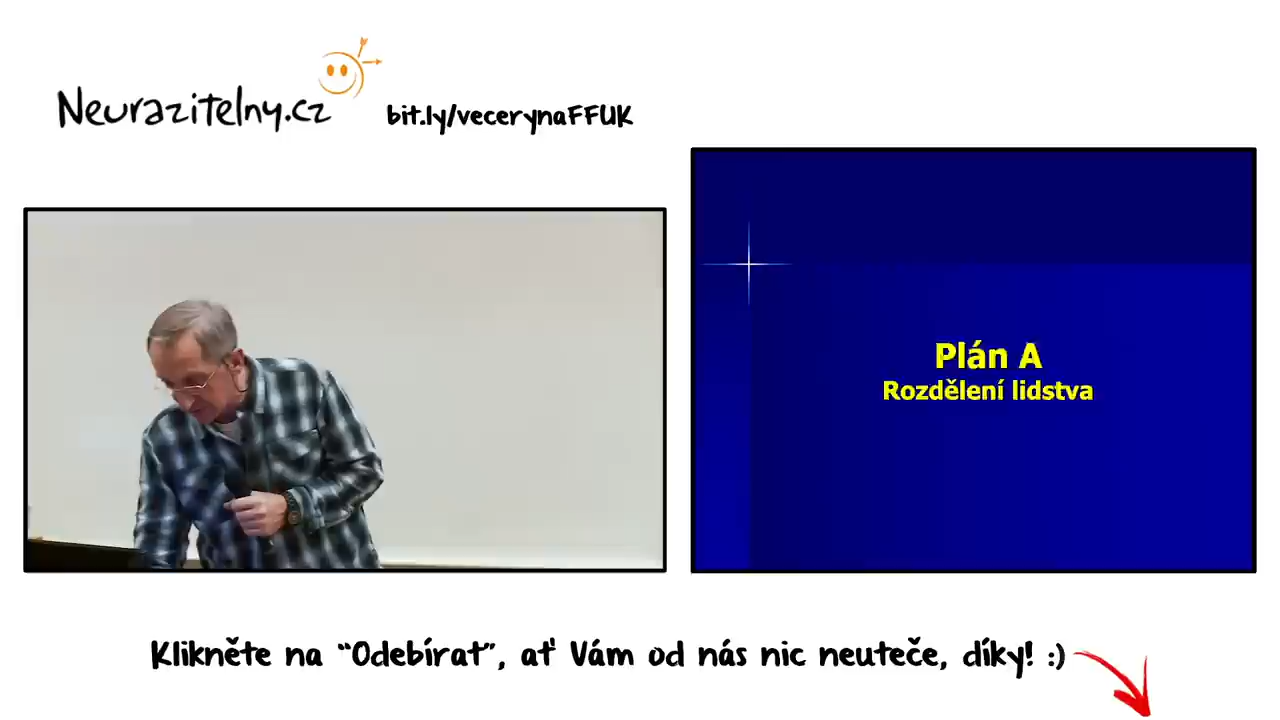 Neurazitelny.cz
bit.ly/vecerynaFFUK
Plán A
Rozdělení lidstva
Klikněte na “Odebírat”, ať Vám od nás nic neuteče, díky! :)